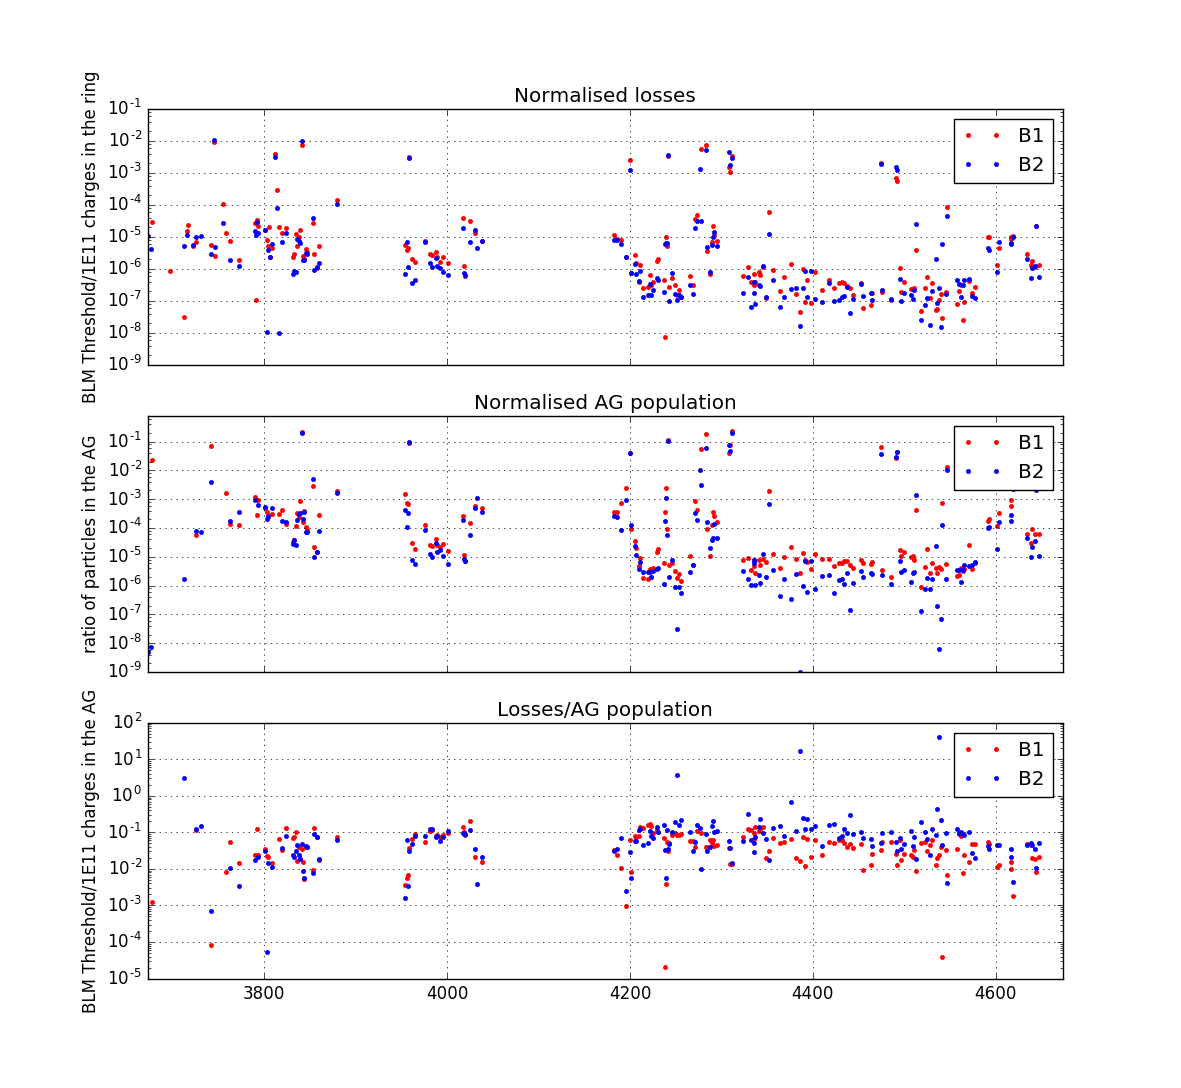 Normalised losses
BLM Threshold/1E11 charges in the ring
10^-1
10^-2
10^-3
10^-4
10^-5
10^-6
10^-7
10^-8
10^-9
B1
B2
Normalised AG population
ratio of particles in the AG
10^-1
10^-2
10^-3
10^-4
10^-5
10^-6
10^-7
10^-8
10^-9
B1
B2
Losses/AG population
BLM Threshold/1E11 charges in the AG
10^2
10^1
10^0
10^-1
10^-2
10^-3
10^-4
10^-5
B1
B2
3800 4000 4200 4400 4600